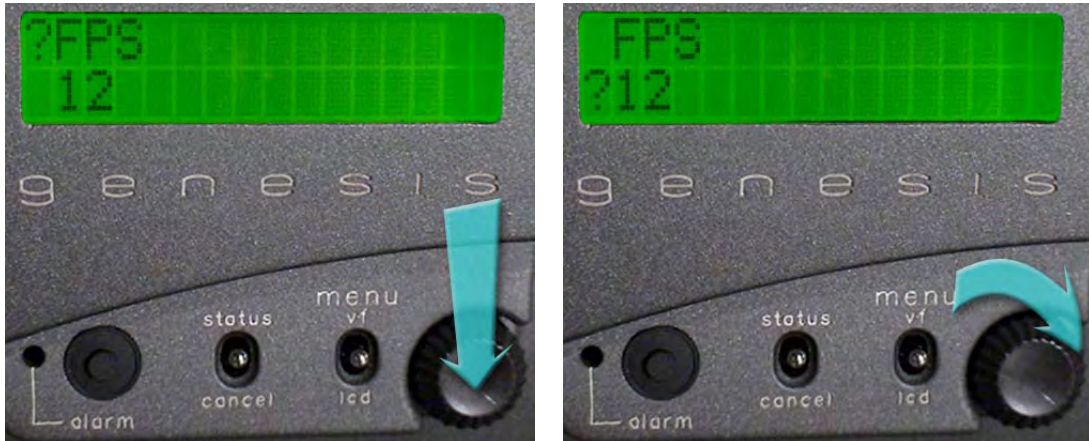 ?FPS
12
genesis
menu
status vf
cancel lcd
alarm
FPS
?12
genesis
menu
status vf
cancel lcd
alarm